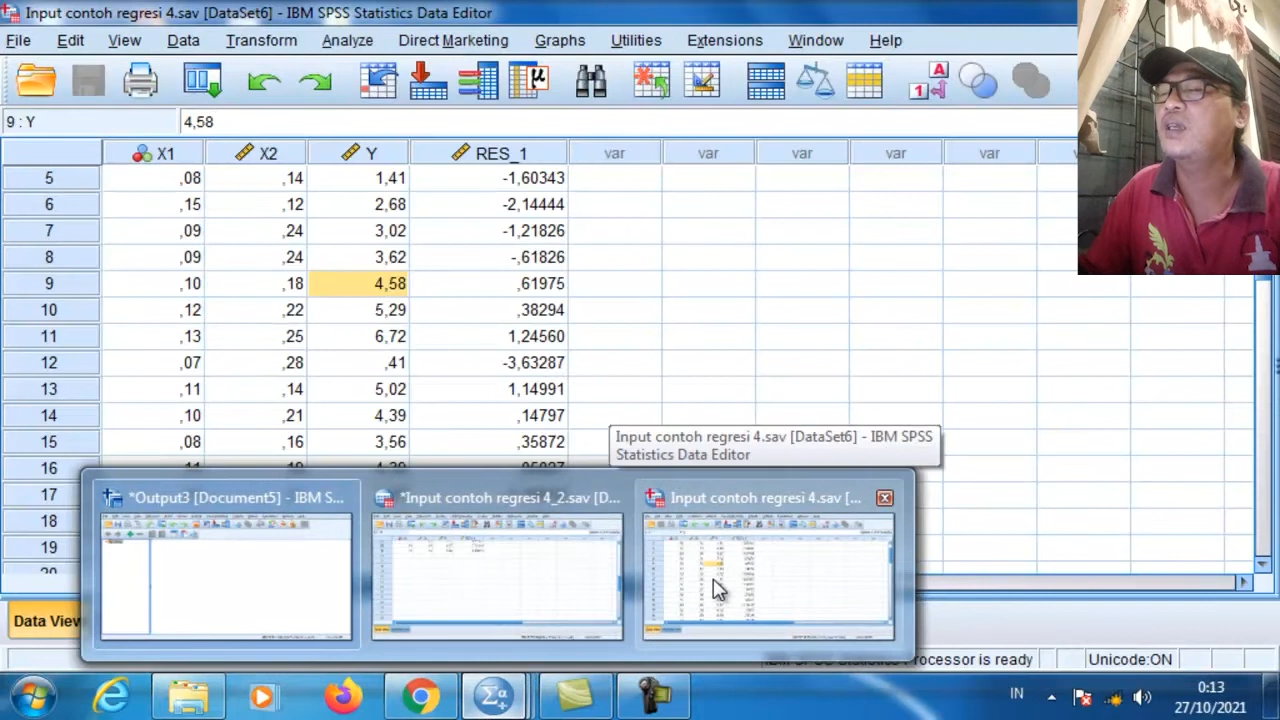 Input contoh regresi 4.sav [DataSet6] - IBM SPSS Statistics Data Editor
File Edit View Data Transform Analyze Direct Marketing Graphs Utilities Extensions Window Help
9 : Y 4,58
X1 X2 Y RES_1 var var var var var
5 ,08 ,14 1,41 -1,60343
6 ,15 ,12 2,68 -2,14444
7 ,09 ,24 3,02 -1,21826
8 ,09 ,24 3,62 -,61826
9 ,10 ,18 4,58 ,61975
10 ,12 ,22 5,29 ,38294
11 ,13 ,25 6,72 1,24560
12 ,07 ,28 ,41 -3,63287
13 ,11 ,14 5,02 1,14991
14 ,10 ,21 4,39 ,14797
15 ,08 ,16 3,56 ,35872
Input contoh regresi 4.sav [DataSet6] - IBM SPSS
Statistics Data Editor
16
17
18
19
*Output3 [Document5] - IBM S... *Input contoh regresi 4_2.sav [D... Input contoh regresi 4.sav [...
Data View
Processor is ready Unicode:ON
IN 0:13
27/10/2021